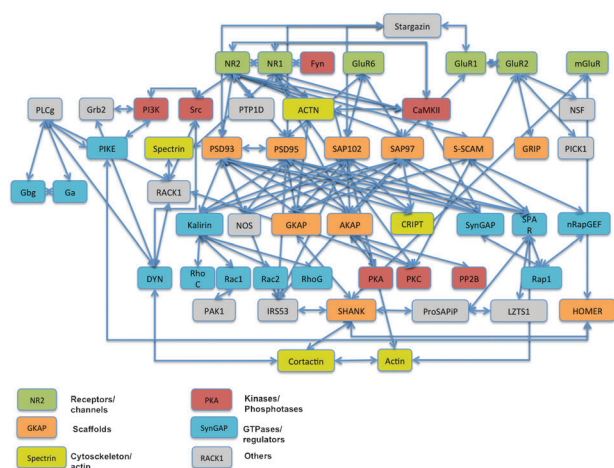 Stargazin
NR2 NR1 Fyn GluR6 GluR1 GluR2 mGluR
PLCg Grb2 PI3K Src PTP1D ACTN CaMKII NSF
PIKE Spectrin PSD93 PSD95 SAP102 SAP97 S-SCAM GRIP PICK1
Gbg Ga RACK1
Kalirin NOS GKAP AKAP CRIPT SynGAP SPA nRapGEF
R
DYN Rho Rac1 Rac2 RhoG PKA PKC PP2B Rap1
C
PAK1 IRS53 SHANK ProSAPiP LZTS1 HOMER
Cortactin Actin
NR2 Receptors/ PKA Kinases/
channels Phosphotases
GKAP Scaffolds SynGAP GTPases/
regulators
Spectrin Cytosckeleton/ RACK1 Others
actin